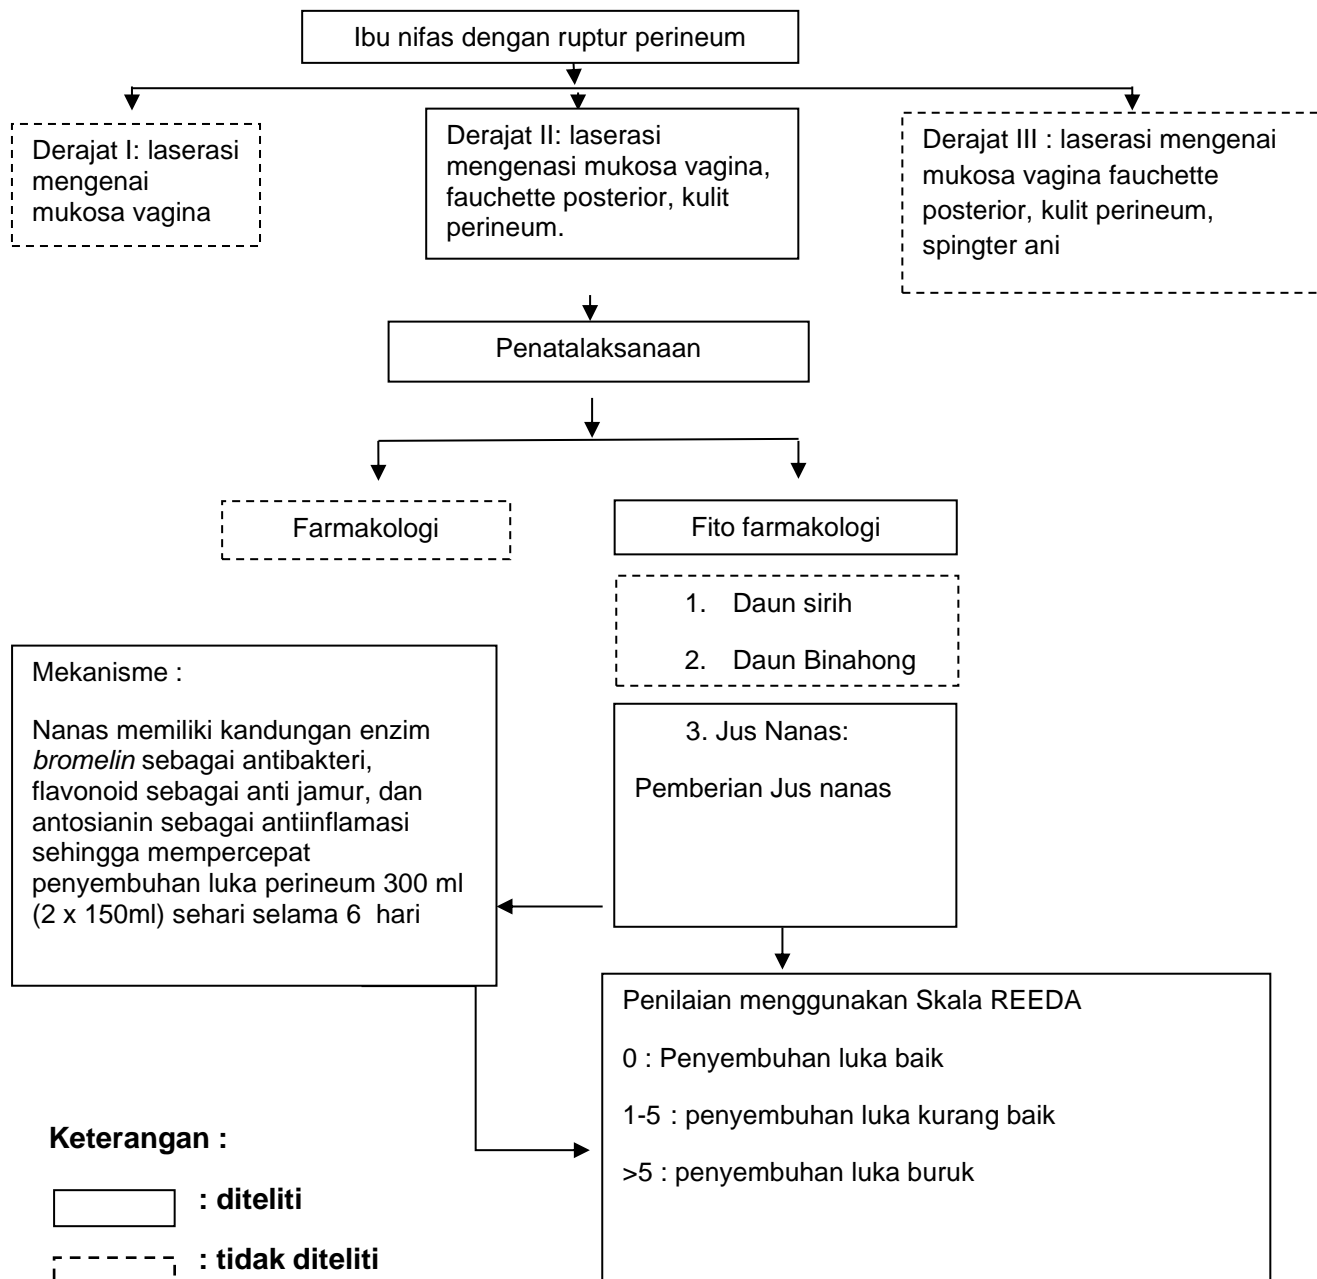 Ibu nifas dengan ruptur perineum
Derajat I: laserasi
mengenai
mukosa vagina
Derajat II: laserasi
mengenasi mukosa vagina,
fauchette posterior, kulit
perineum.
Derajat III : laserasi mengenai
mukosa vagina fauchette
posterior, kulit perineum,
spingter ani
Penatalaksanaan
Farmakologi
Fito farmakologi
1. Daun sirih
2. Daun Binahong
Mekanisme :
Nanas memiliki kandungan enzim
bromelin sebagai antibakteri,
flavonoid sebagai anti jamur, dan
antosianin sebagai antiinflamasi
sehingga mempercepat
penyembuhan luka perineum 300 ml
(2 x 150ml) sehari selama 6 hari
3. Jus Nanas:
Pemberian Jus nanas
Penilaian menggunakan Skala REEDA
0 : Penyembuhan luka baik
1-5 : penyembuhan luka kurang baik
>5 : penyembuhan luka buruk
Keterangan :
: diteliti
: tidak diteliti